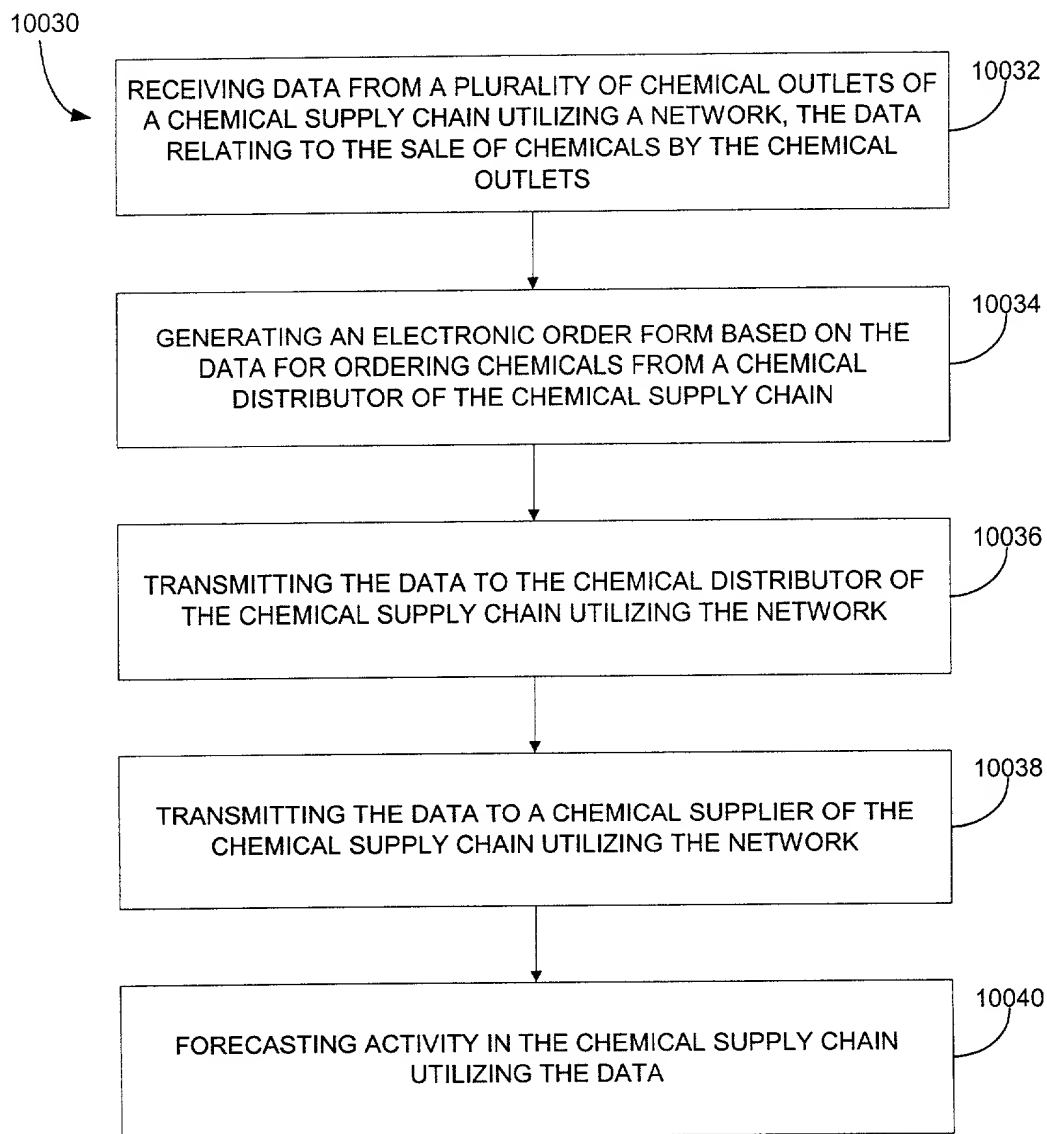 10030
RECEIVING DATA FROM A PLURALITY OF CHEMICAL OUTLETS OF
A CHEMICAL SUPPLY CHAIN UTILIZING A NETWORK, THE DATA
RELATING TO THE SALE OF CHEMICALS BY THE CHEMICAL
OUTLETS
10032
GENERATING AN ELECTRONIC ORDER FORM BASED ON THE
DATA FOR ORDERING CHEMICALS FROM A CHEMICAL
DISTRIBUTOR OF THE CHEMICAL SUPPLY CHAIN
10034
TRANSMITTING THE DATA TO THE CHEMICAL DISTRIBUTOR OF
THE CHEMICAL SUPPLY CHAIN UTILIZING THE NETWORK
10036
TRANSMITTING THE DATA TO A CHEMICAL SUPPLIER OF THE
CHEMICAL SUPPLY CHAIN UTILIZING THE NETWORK
10038
FORECASTING ACTIVITY IN THE CHEMICAL SUPPLY CHAIN
UTILIZING THE DATA
10040